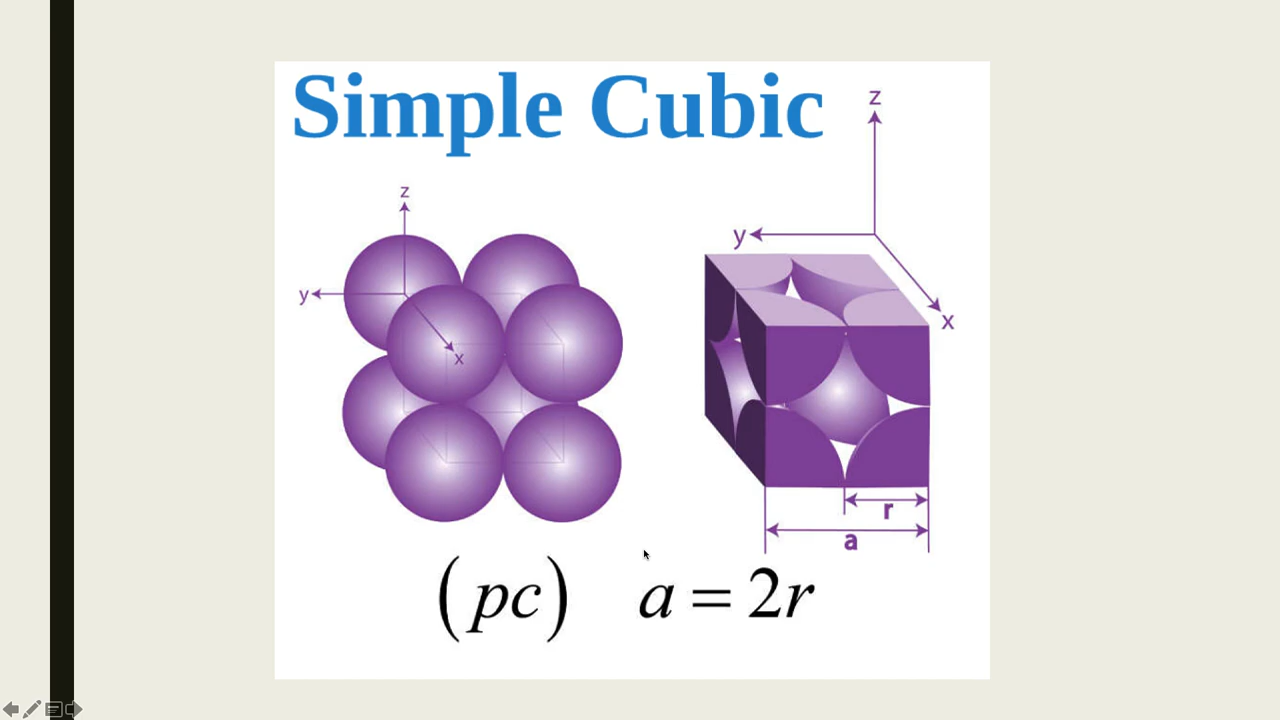 Simple Cubic
z
y
x
z
y
x
r
a
(pc) a = 2r